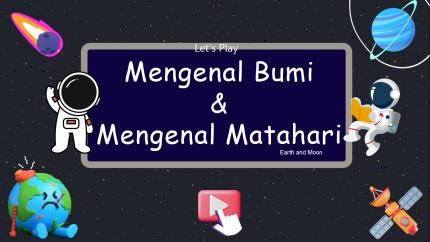 Let's Play
Mengenal Bumi
&
Mengenal Matahari
Earth and Moon